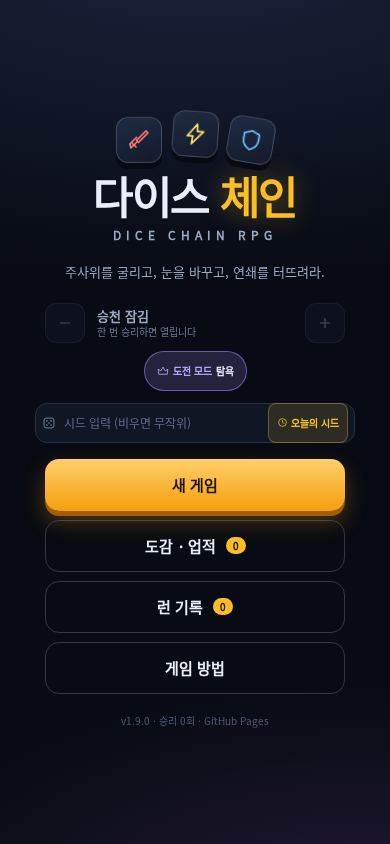 다이스 체인
DICE CHAIN RPG
주사위를 굴리고, 눈을 바꾸고, 연쇄를 터뜨려라.
승천 잠김
한 번 승리하면 열립니다
도전 모드 탐욕
시드 입력 (비우면 무작위)
오늘의 시드
새 게임
도감 · 업적 0
런 기록 0
게임 방법
v1.9.0 · 승리 0회 · GitHub Pages